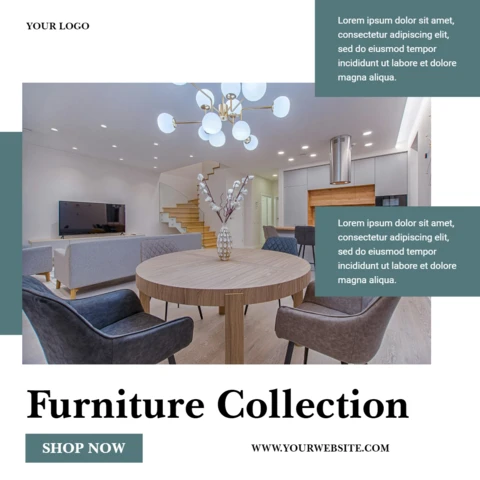 YOUR LOGO
Lorem ipsum dolor sit amet,
consectetur adipiscing elit,
sed do eiusmod tempor
incididunt ut labore et dolore
magna aliqua.
Lorem ipsum dolor sit amet,
consectetur adipiscing elit,
sed do eiusmod tempor
incididunt ut labore et dolore
magna aliqua.
Furniture Collection
SHOP NOW
WWW.YOURWEBSITE.COM